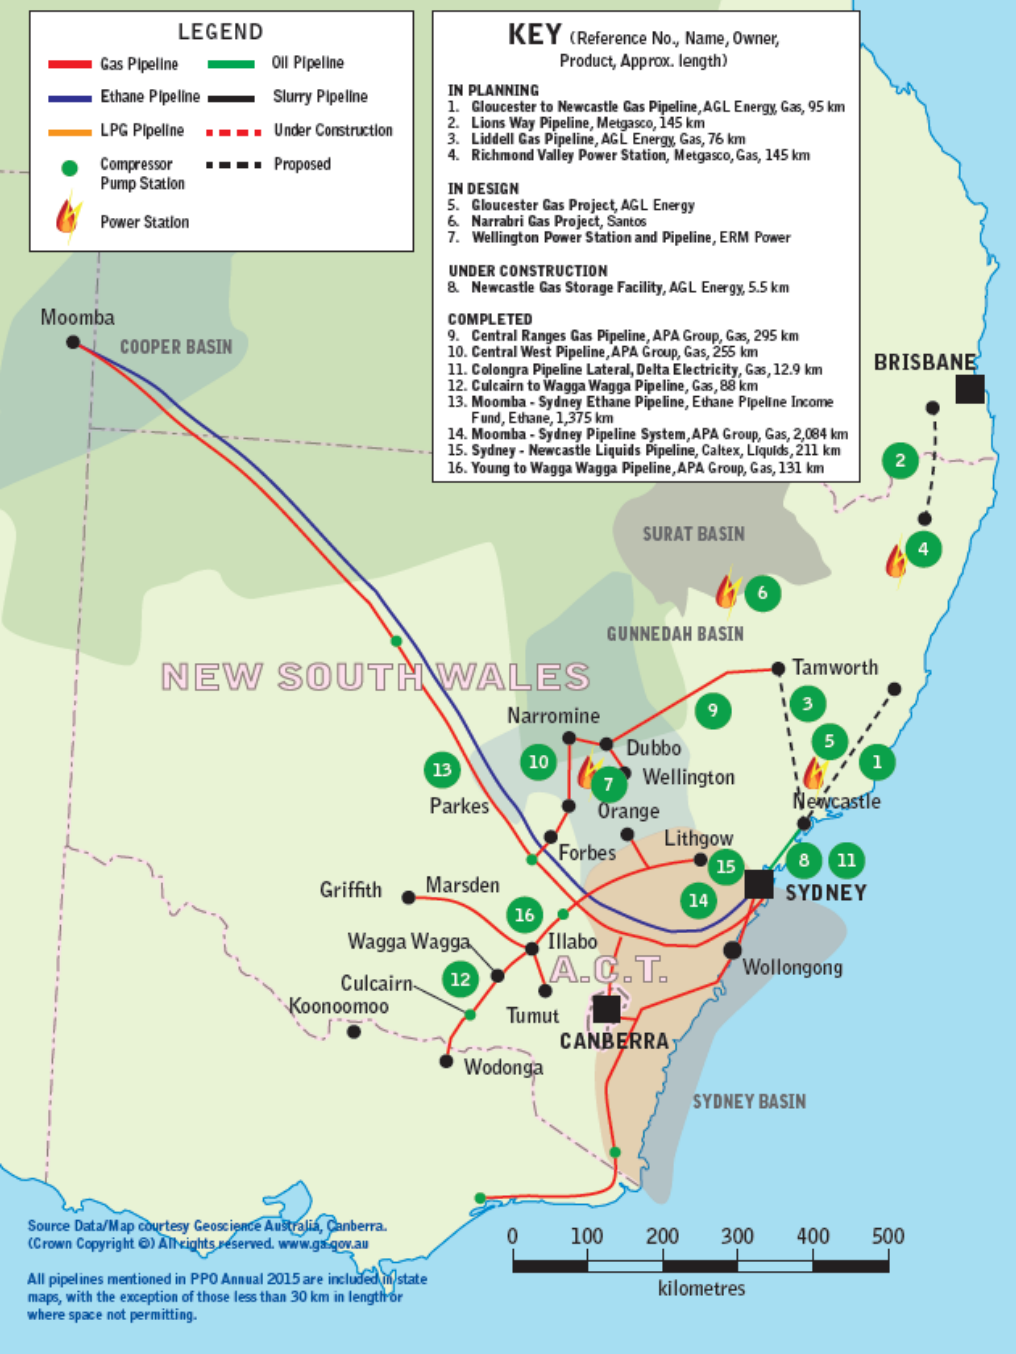 LEGEND
Gas Pipeline
Oil Pipeline
Ethane Pipeline
Slurry Pipeline
LPG Pipeline
Under Construction
Compressor
Pump Station
Proposed
Power Station
KEY (Reference No., Name, Owner,
Product, Approx. length)
IN PLANNING
1. Gloucester to Newcastle Gas Pipeline, AGL Energy, Gas, 95 km
2. Lions Way Pipeline, Metgasco, 145 km
3. Liddell Gas Pipeline, AGL Energy, Gas, 76 km
4. Richmond Valley Power Station, Metgasco, Gas, 145 km
IN DESIGN
5. Gloucester Gas Project, AGL Energy
6. Narrabri Gas Project, Santos
7. Wellington Power Station and Pipeline, ERM Power
UNDER CONSTRUCTION
8. Newcastle Gas Storage Facility, AGL Energy, 5.5 km
COMPLETED
9. Central Ranges Gas Pipeline, APA Group, Gas, 295 km
10. Central West Pipeline, APA Group, Gas, 255 km
11. Colongra Pipeline Lateral, Delta Electricity, Gas, 12.9 km
12. Culcairn to Wagga Wagga Pipeline, Gas, 88 km
13. Moomba - Sydney Ethane Pipeline, Ethane Pipeline Income
Fund, Ethane, 1,375 km
14. Moomba - Sydney Pipeline System, APA Group, Gas, 2,084 km
15. Sydney - Newcastle Liquids Pipeline, Caltex, Liquids, 211 km
16. Young to Wagga Wagga Pipeline, APA Group, Gas, 131 km
Moomba
COOPER BASIN
BRISBANE
2
SURAT BASIN
4
6
GUNNEDAH BASIN
NEW SOUTH WALES
Tamworth
3
9
Narromine
5
Dubbo
10
1
13
7
Wellington
Parkes
Newcastle
Orange
Lithgow
Forbes
15
8
11
Griffith
Marsden
SYDNEY
14
16
Wagga Wagga
Illabo
A.C.T.
Wollongong
12
Culcairn
Koonoomoo
Tumut
CANBERRA
Wodonga
SYDNEY BASIN
Source Data/Map courtesy Geoscience Australia, Canberra.
(Crown Copyright ©) All rights reserved. www.ga.gov.au
0 100 200 300 400 500
kilometres
All pipelines mentioned in PPO Annual 2015 are included in state
maps, with the exception of those less than 30 km in length or
where space not permitting.